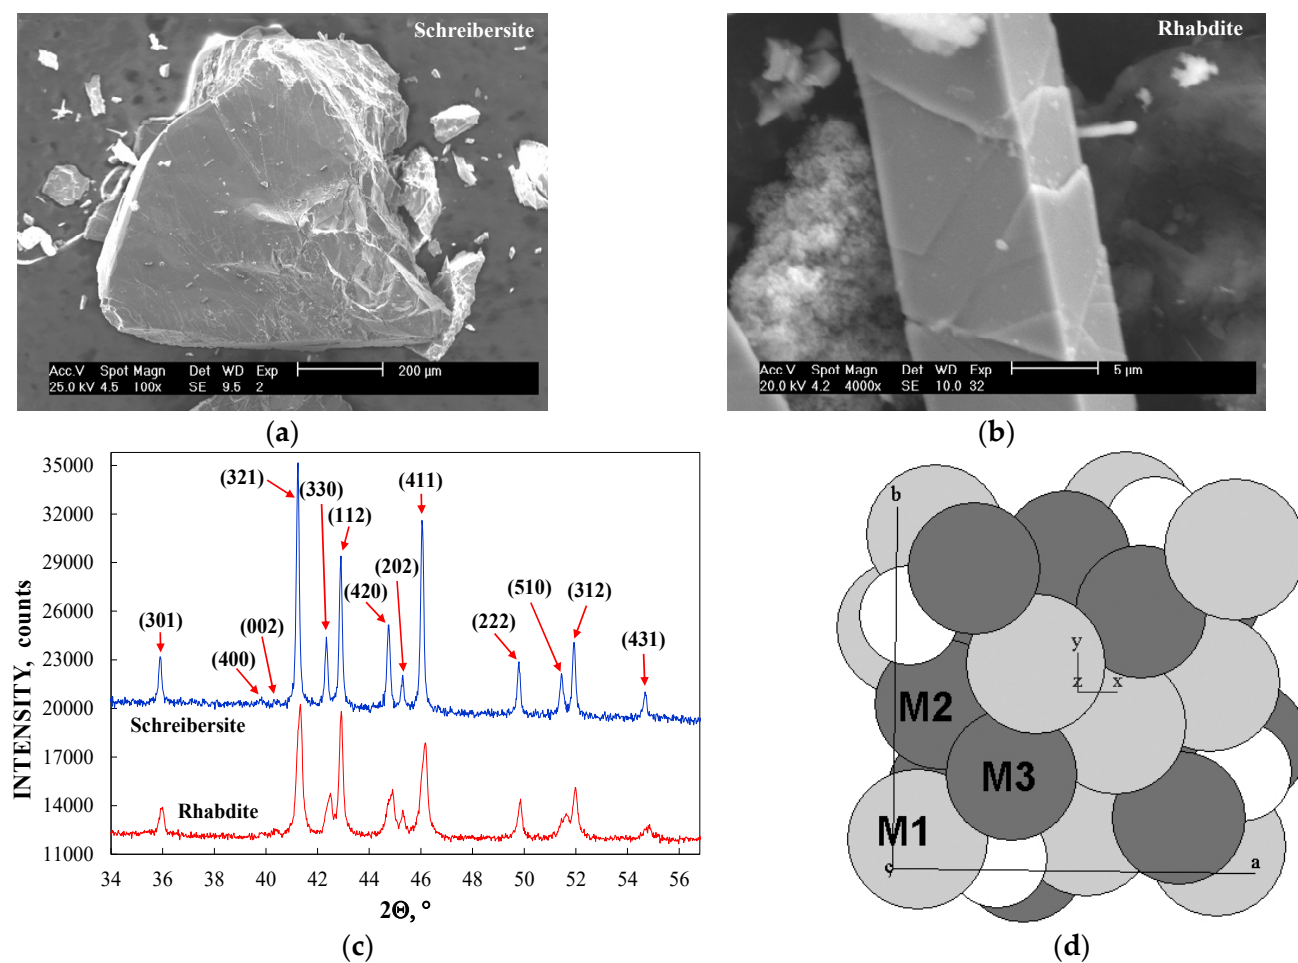 Schreibersite
Acc.V Spot Magn Det WD Exp 200 µm
25.0 kV 4.5 100x SE 9.5 2
(a)
Rhabdite
Acc.V Spot Magn Det WD Exp 5 µm
20.0 kV 4.2 4000x SE 10.0 32
(b)
INTENSITY, counts
35000
32000
29000
26000
23000
20000
17000
14000
11000
(301)
(400)
(002)
(321)
(330)
(112)
(420)
(202)
(411)
(222)
(510)
(312)
(431)
Schreibersite
Rhabdite
34 36 38 40 42 44 46 48 50 52 54 56
2Θ, °
(c)
b
y
z x
M2
M3
M1
c a
(d)